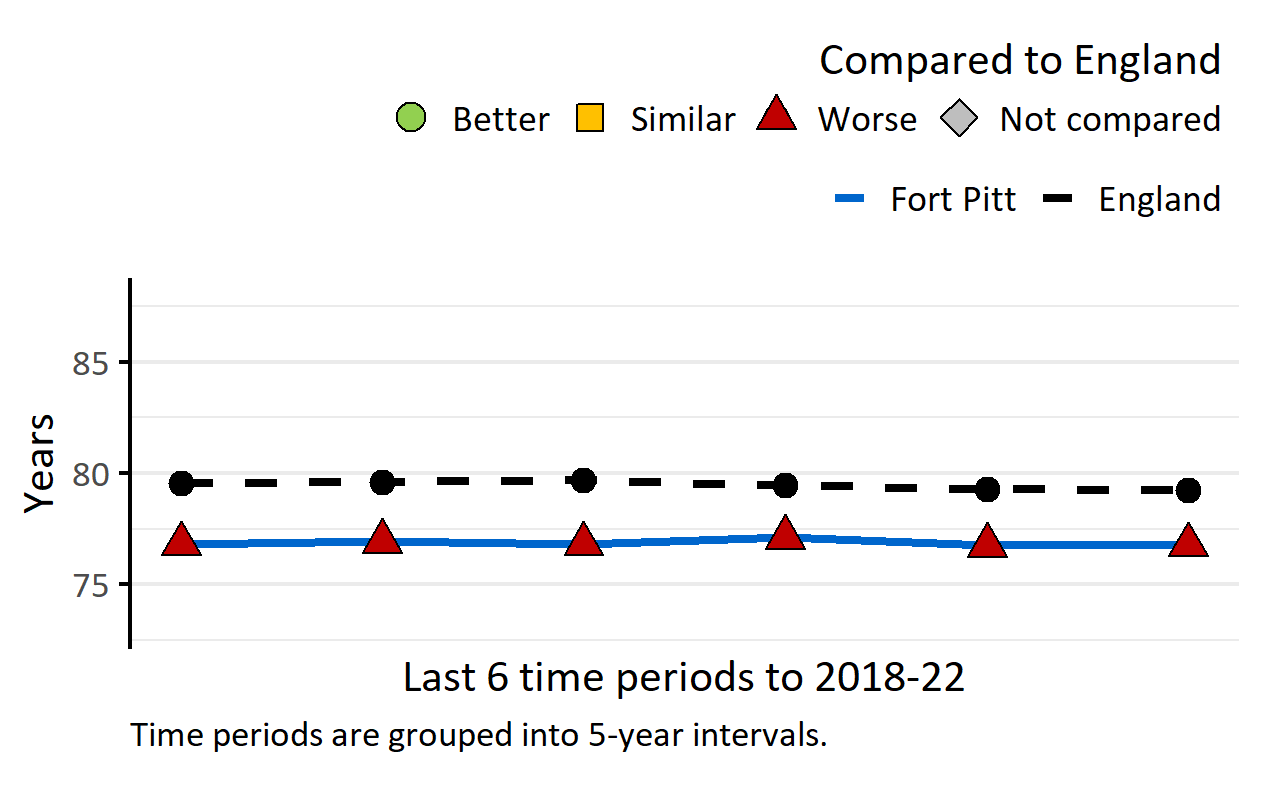 Compared to England
Better Similar Worse Not compared
Fort Pitt England
85
80
75
Years
Last 6 time periods to 2018-22
Time periods are grouped into 5-year intervals.